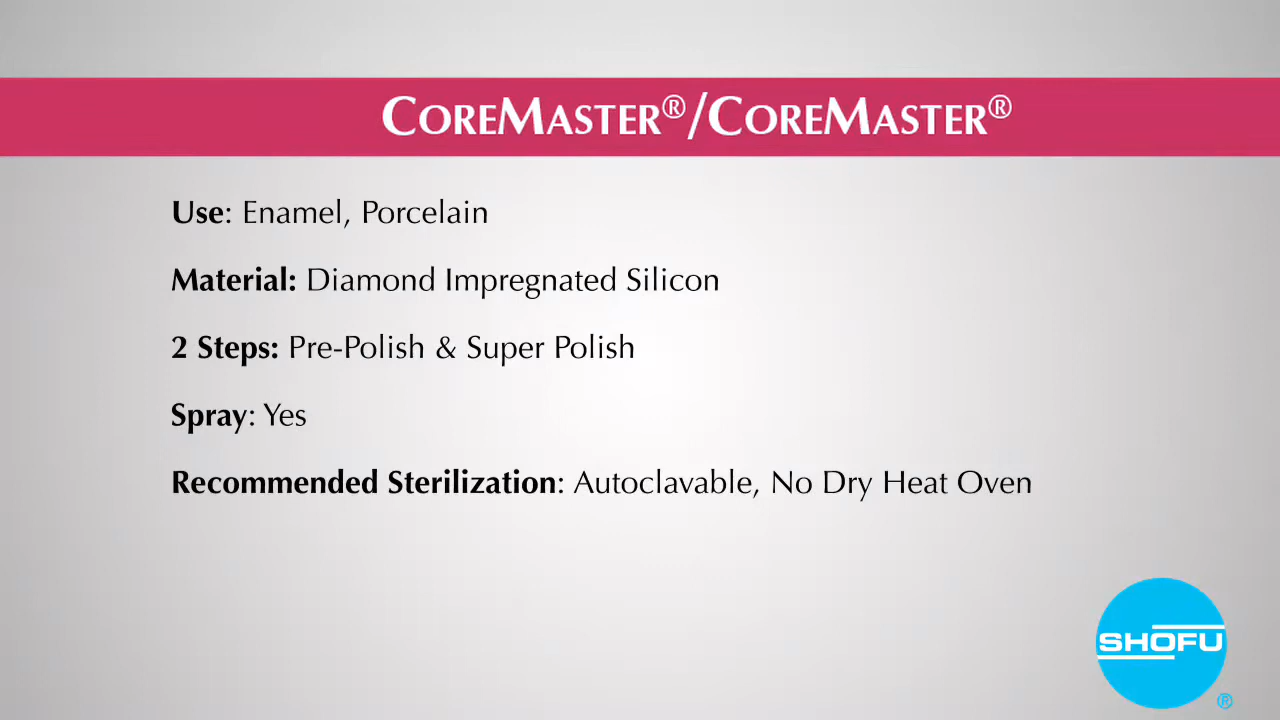 COREMASTER®/COREMASTER®
Use: Enamel, Porcelain
Material: Diamond Impregnated Silicon
2 Steps: Pre-Polish & Super Polish
Spray: Yes
Recommended Sterilization: Autoclavable, No Dry Heat Oven
SHOFU
®